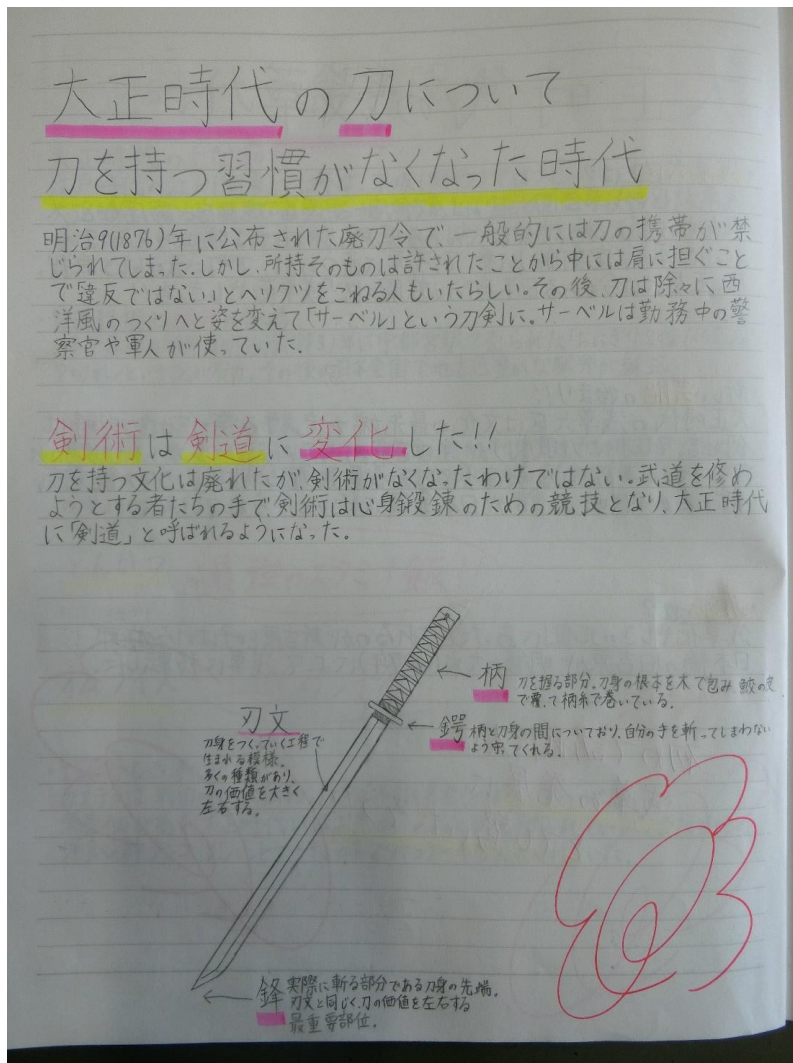 大正時代の刀について
刀を持つ習慣がなくなった時代
明治9(1876)年に公布された廃刀令で、一般的には刀の携帯が禁
じられてしまった。しかし、所持そのものは許されたことから中には肩に担ぐこと
で「違反ではない」とヘリクツをこねる人もいたらしい。その後、刀は除々に西
洋風のつくりへと姿を変えて「サーベル」という刀剣に。サーベルは勤務中の警
察官や軍人が使っていた。
剣術は剣道に変化した!!
刀を持つ文化は廃れたが、剣術がなくなったわけではない。武道を修め
ようとする者たちの手で、剣術は心身鍛錬のための競技となり、大正時代
に「剣道」と呼ばれるようになった。
柄
刀を握る部分。刀身の根本を木で包み鮫の皮
で覆って柄糸で巻いている。
鍔
柄と刀身の間についており、自分の手を斬ってしまわない
よう守ってくれる。
刃文
刀身をつくっていく工程で
生まれる模様。
多くの種類があり、
刀の価値を大きく
左右する。
鋒
実際に斬る部分である刀身の先端。
刃文と同じく、刀の価値を左右する
最重要部位。